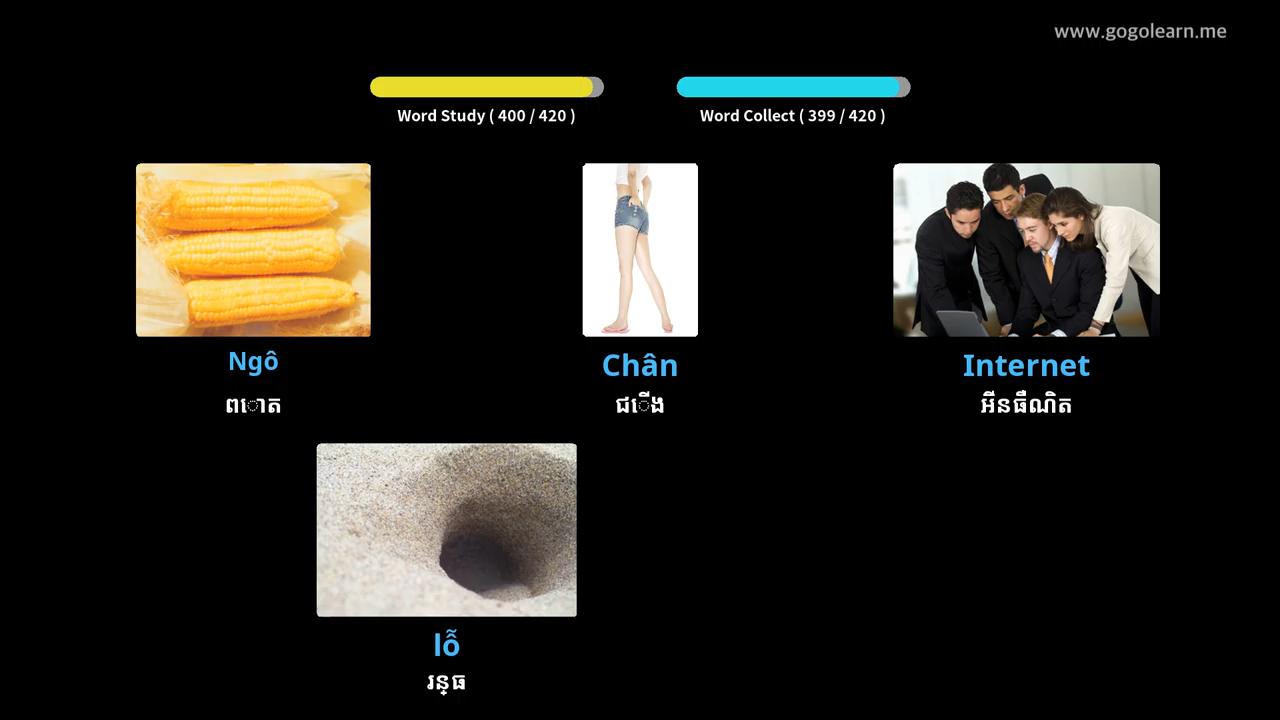 www.gogolearn.me
Word Study ( 400 / 420 )
Word Collect ( 399 / 420 )
Ngô
Chân
Internet
ពោត
ជើង
អីនធឺណិត
lỗ
រន្ធ